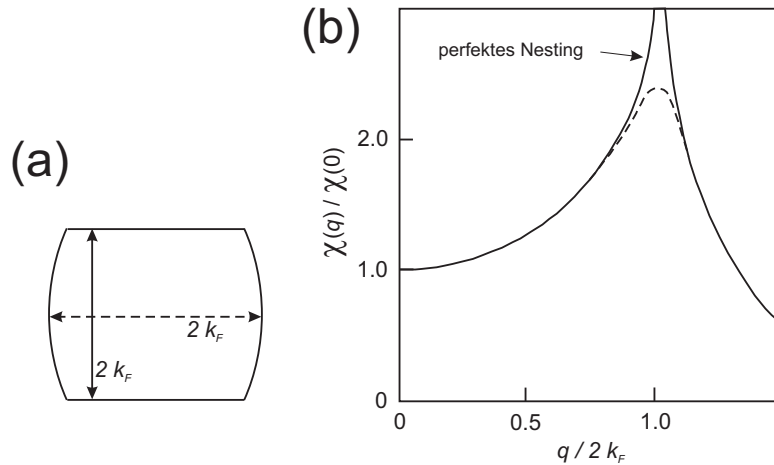 (a)
2 k_F
2 k_F
(b)
perfektes Nesting
χ(q) / χ(0)
2.0
1.0
0
0
0.5
1.0
q / 2 k_F